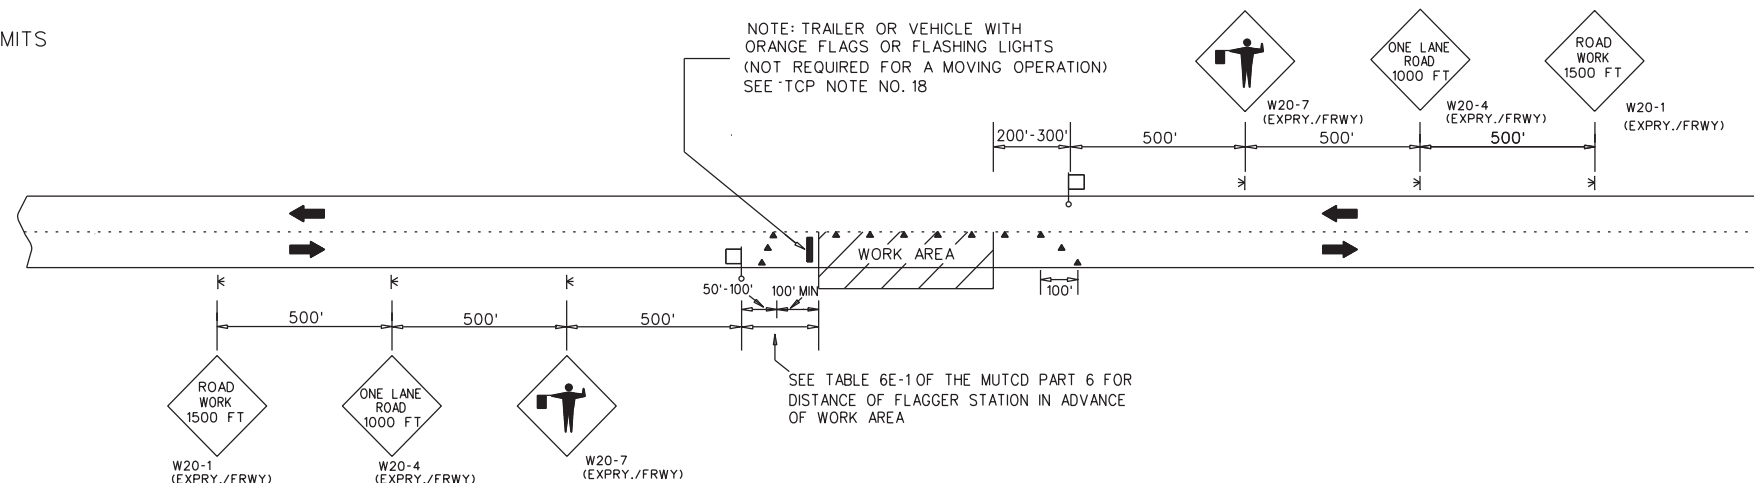 MITS
NOTE: TRAILER OR VEHICLE WITH
ORANGE FLAGS OR FLASHING LIGHTS
(NOT REQUIRED FOR A MOVING OPERATION)
SEE TCP NOTE NO. 18
ONE LANE
ROAD
1000 FT
ROAD
WORK
1500 FT
W20-7
(EXPRY./FRWY)
W20-4
(EXPRY./FRWY)
W20-1
(EXPRY./FRWY)
200'-300'
500'
500'
500'
WORK AREA
50'-100'
100' MIN
100'
500'
500'
500'
SEE TABLE 6E-1 OF THE MUTCD PART 6 FOR
DISTANCE OF FLAGGER STATION IN ADVANCE
OF WORK AREA
ROAD
WORK
1500 FT
ONE LANE
ROAD
1000 FT
W20-1
(EXPRY./FRWY)
W20-4
(EXPRY./FRWY)
W20-7
(EXPRY./FRWY)